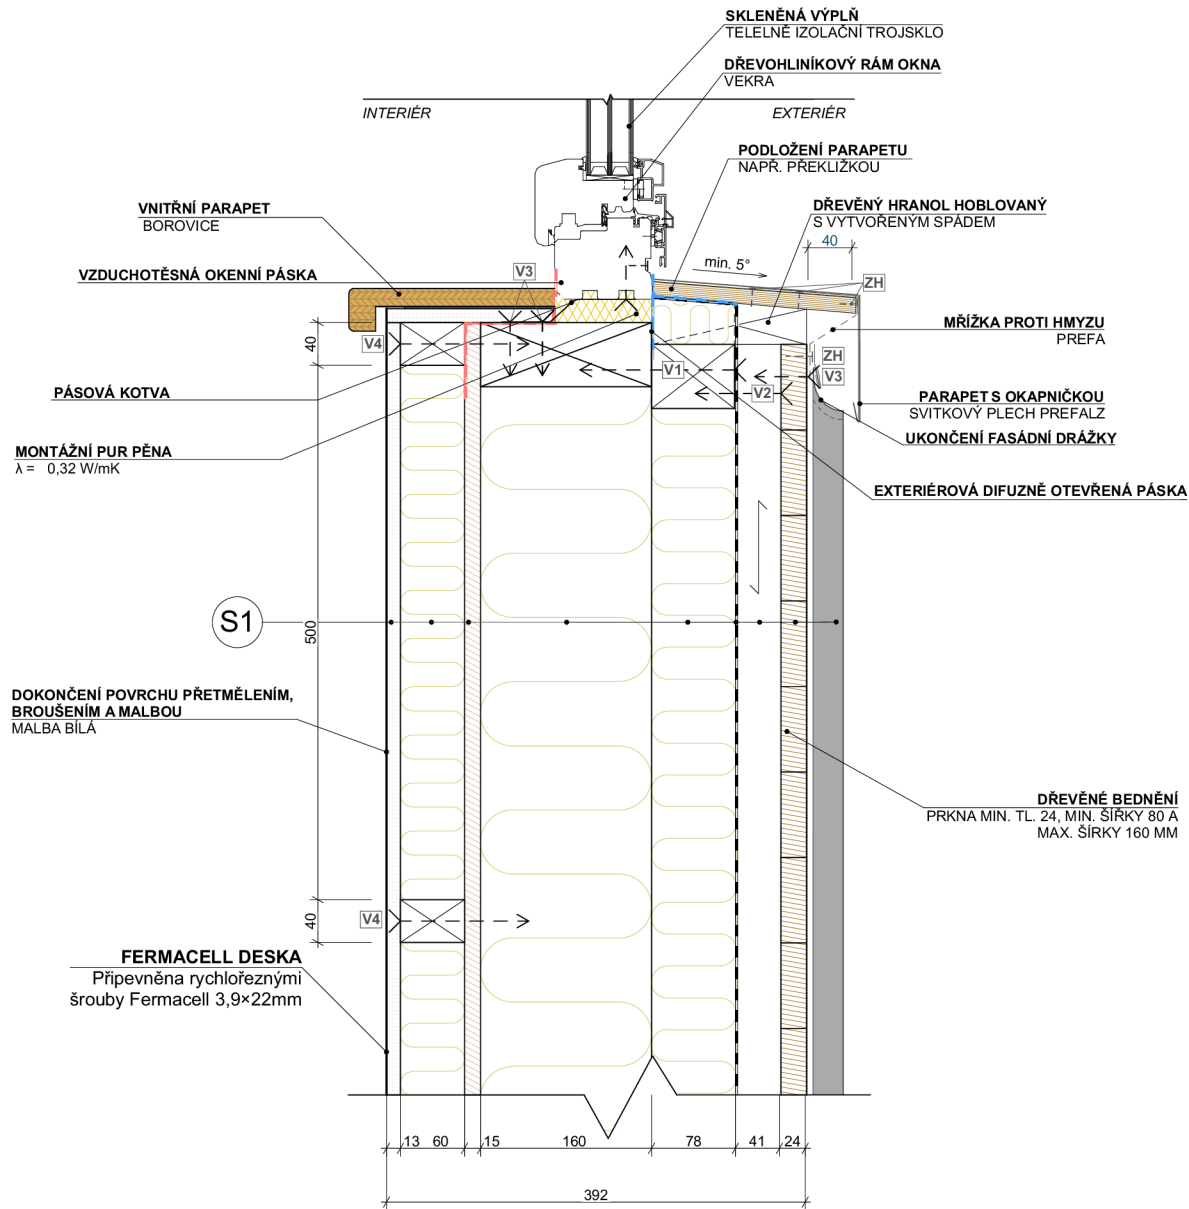 SKLENĚNÁ VÝPLŇ
TELELNĚ IZOLAČNÍ TROJSKLO
DŘEVOHLINÍKOVÝ RÁM OKNA
VEKRA
INTERIÉR
EXTERIÉR
PODLOŽENÍ PARAPETU
NAPŘ. PŘEKLIŽKOU
VNITŘNÍ PARAPET
BOROVICE
DŘEVĚNÝ HRANOL HOBLOVANÝ
S VYTVOŘENÝM SPÁDEM
40
VZDUCHOTĚSNÁ OKENNÍ PÁSKA
V3
min. 5°
ZH
MŘÍŽKA PROTI HMYZU
PREFA
40
V4
ZH
V1
V3
V2
PÁSOVÁ KOTVA
PARAPET S OKAPNIČKOU
SVITKOVÝ PLECH PREFALZ
UKONČENÍ FASÁDNÍ DRÁŽKY
MONTÁŽNÍ PUR PĚNA
λ = 0,32 W/mK
EXTERIÉROVÁ DIFUZNĚ OTEVŘENÁ PÁSKA
S1
500
DOKONČENÍ POVRCHU PŘETMĚLENÍM,
BROUŠENÍM A MALBOU
MALBA BÍLÁ
DŘEVĚNÉ BEDNĚNÍ
PRKNA MIN. TL. 24, MIN. ŠÍŘKY 80 A
MAX. ŠÍRKY 160 MM
40
V4
FERMACELL DESKA
Připevněna rychlořeznými
šrouby Fermacell 3,9×22mm
13 60 15 160 78 41 24
392